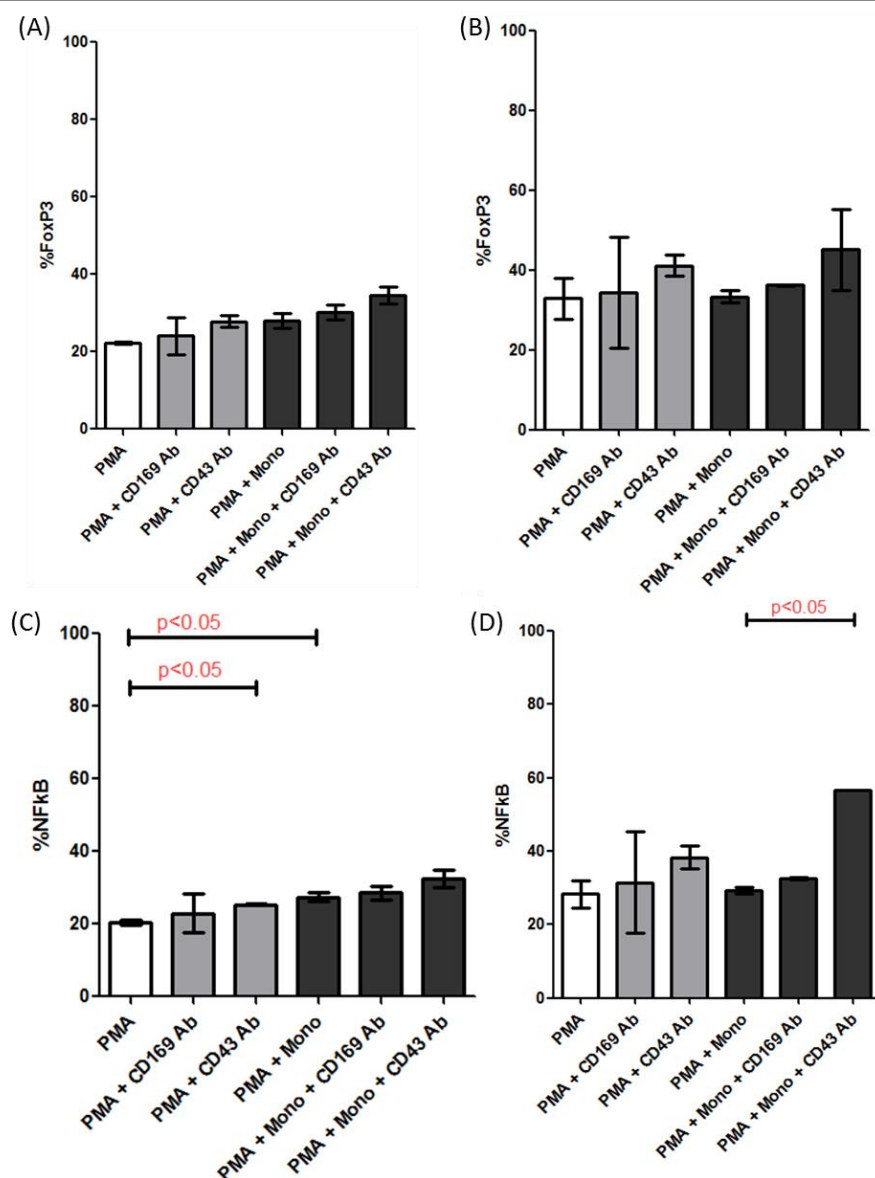 (A)
100
80
60
40
20
0
%FoxP3
PMA
PMA + CD169 Ab
PMA + CD43 Ab
PMA + Mono
PMA + Mono + CD169 Ab
PMA + Mono + CD43 Ab
(B)
100
80
60
40
20
0
%FoxP3
PMA
PMA + CD169 Ab
PMA + CD43 Ab
PMA + Mono
PMA + Mono + CD169 Ab
PMA + Mono + CD43 Ab
(C)
p<0.05
p<0.05
100
80
60
40
20
0
%NFkB
PMA
PMA + CD169 Ab
PMA + CD43 Ab
PMA + Mono
PMA + Mono + CD169 Ab
PMA + Mono + CD43 Ab
(D)
p<0.05
100
80
60
40
20
0
%NFkB
PMA
PMA + CD169 Ab
PMA + CD43 Ab
PMA + Mono
PMA + Mono + CD169 Ab
PMA + Mono + CD43 Ab